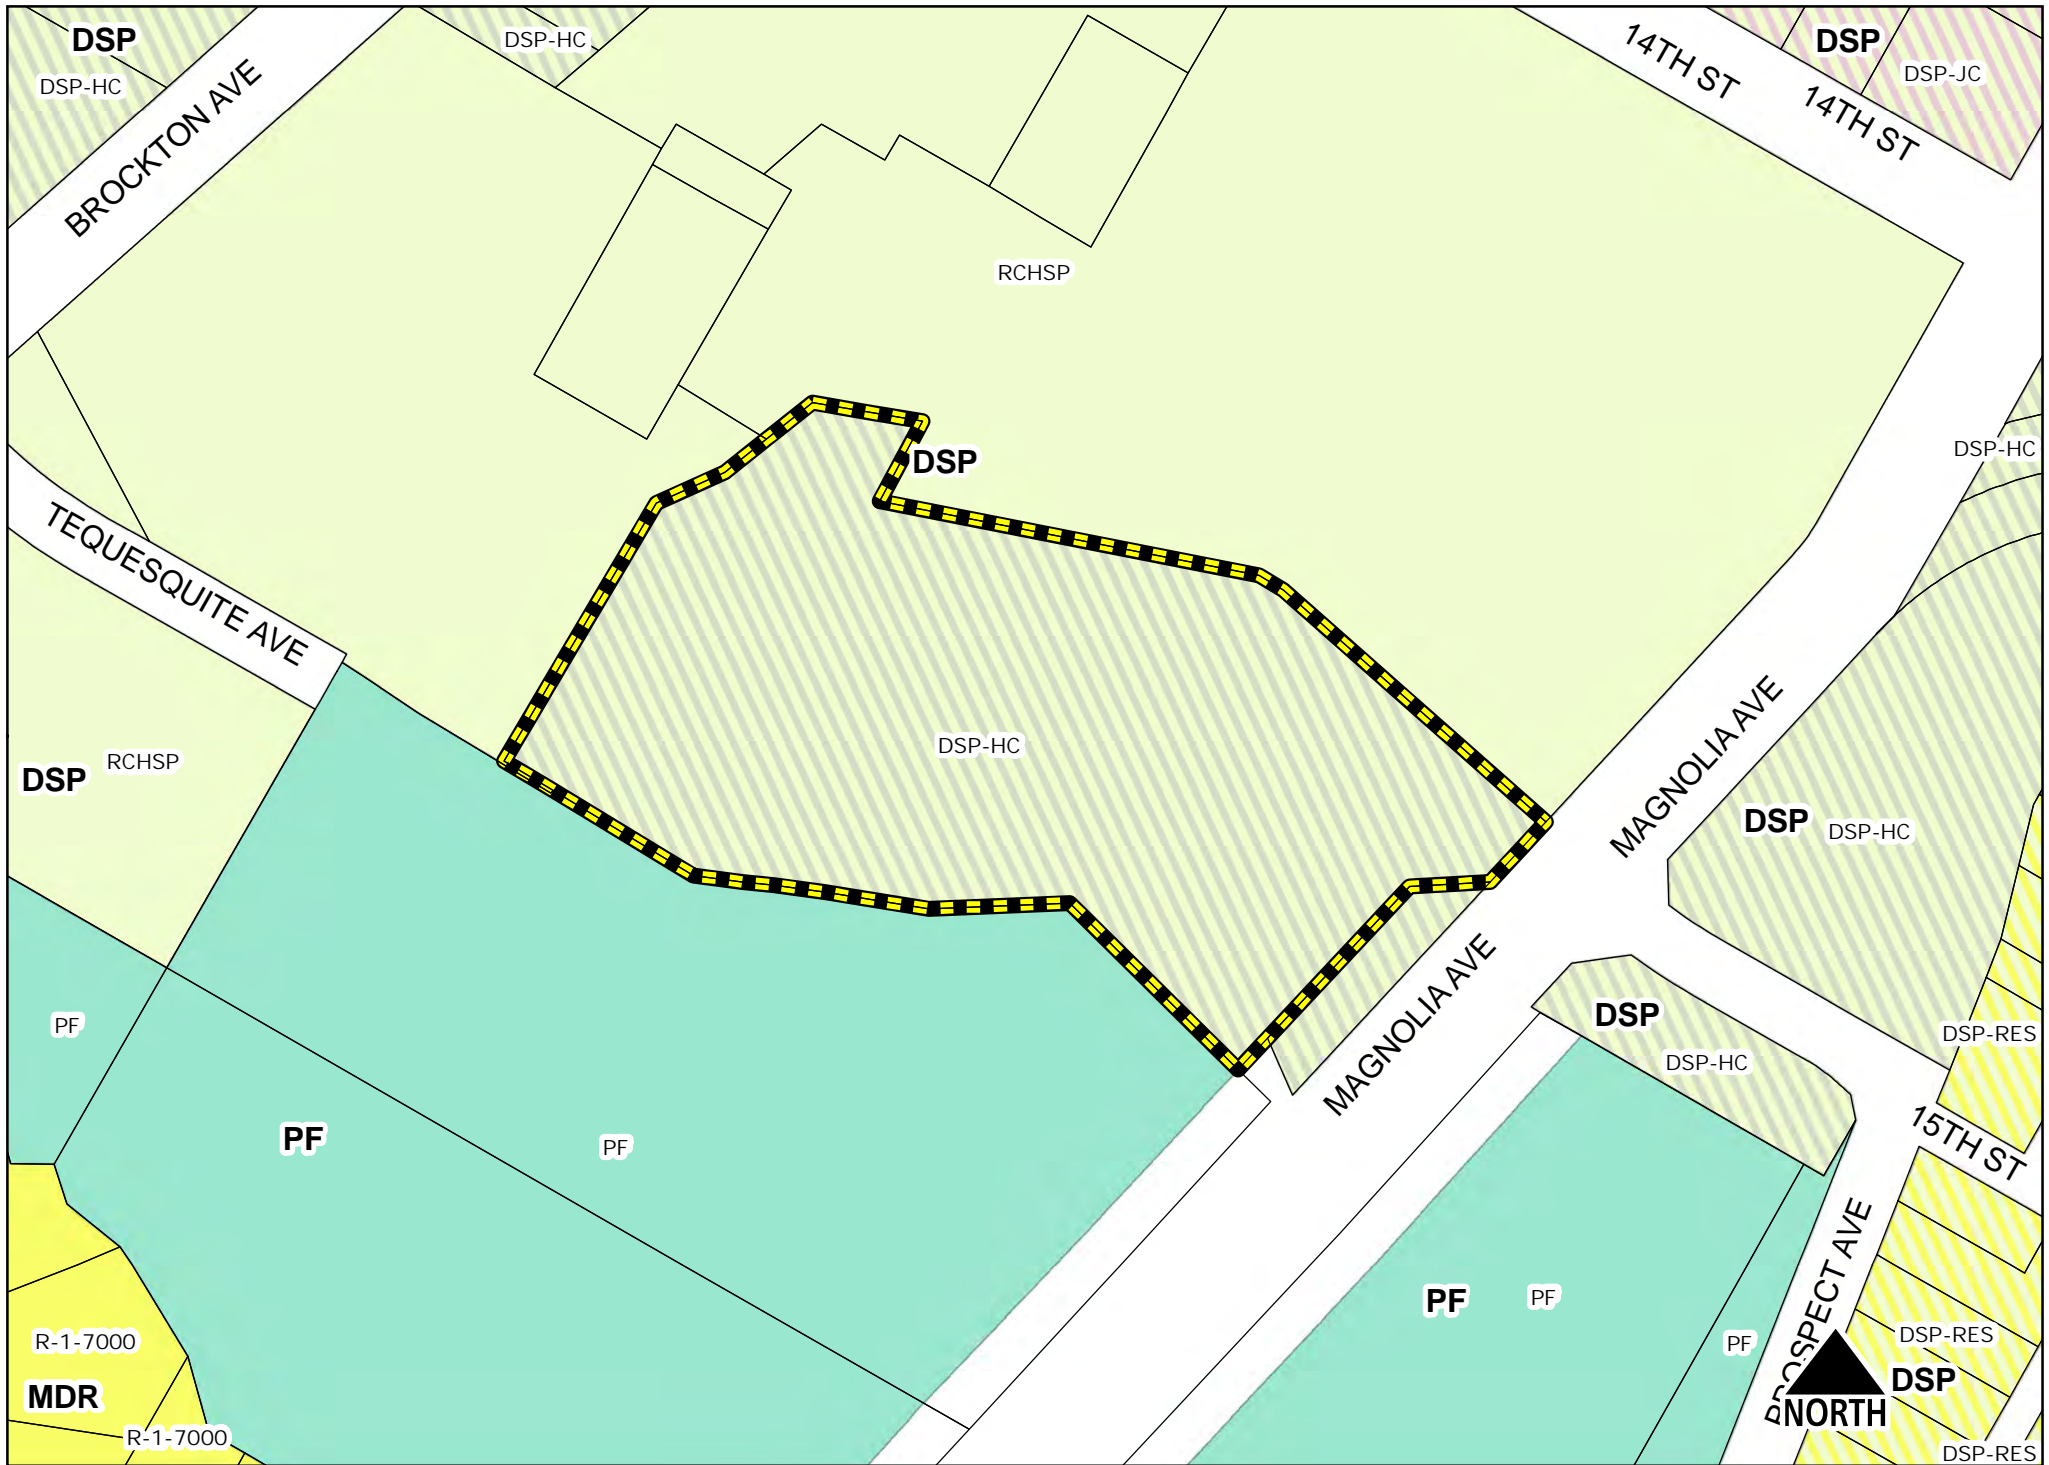 DSP
DSP-HC
BROCKTON AVE
DSP-HC
14TH ST
14TH ST
DSP
DSP-JC
RCHSP
DSP
DSP-HC
TEQUESQUITE AVE
DSP
RCHSP
DSP-HC
MAGNOLIA AVE
DSP
DSP-HC
MAGNOLIA AVE
DSP
DSP-HC
DSP-RES
PF
PF
PF
15TH ST
PROSPECT AVE
PF
PF
PF
R-1-7000
MDR
R-1-7000
DSP-RES
DSP
NORTH
DSP-RES